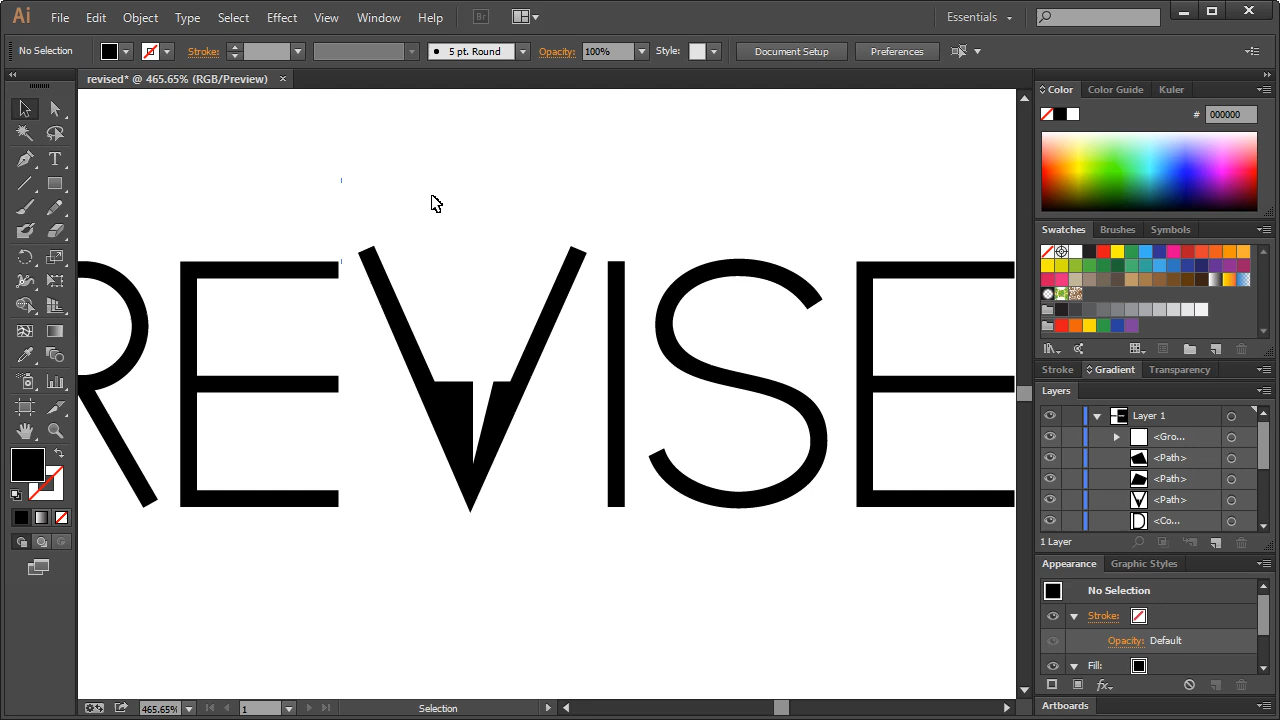 Ai File Edit Object Type Select Effect View Window Help Br Essentials
No Selection Stroke: 5 pt. Round Opacity: 100% Style: Document Setup Preferences
revised* @ 465.65% (RGB/Preview)
REVISE
Color Color Guide Kuler
# 000000
Swatches Brushes Symbols
Stroke Gradient Transparency
Layers
Layer 1
<Gro...
<Path>
<Path>
<Path>
<Co...
1 Layer
Appearance Graphic Styles
No Selection
Stroke:
Opacity: Default
Fill:
Artboards
465.65% 1 Selection